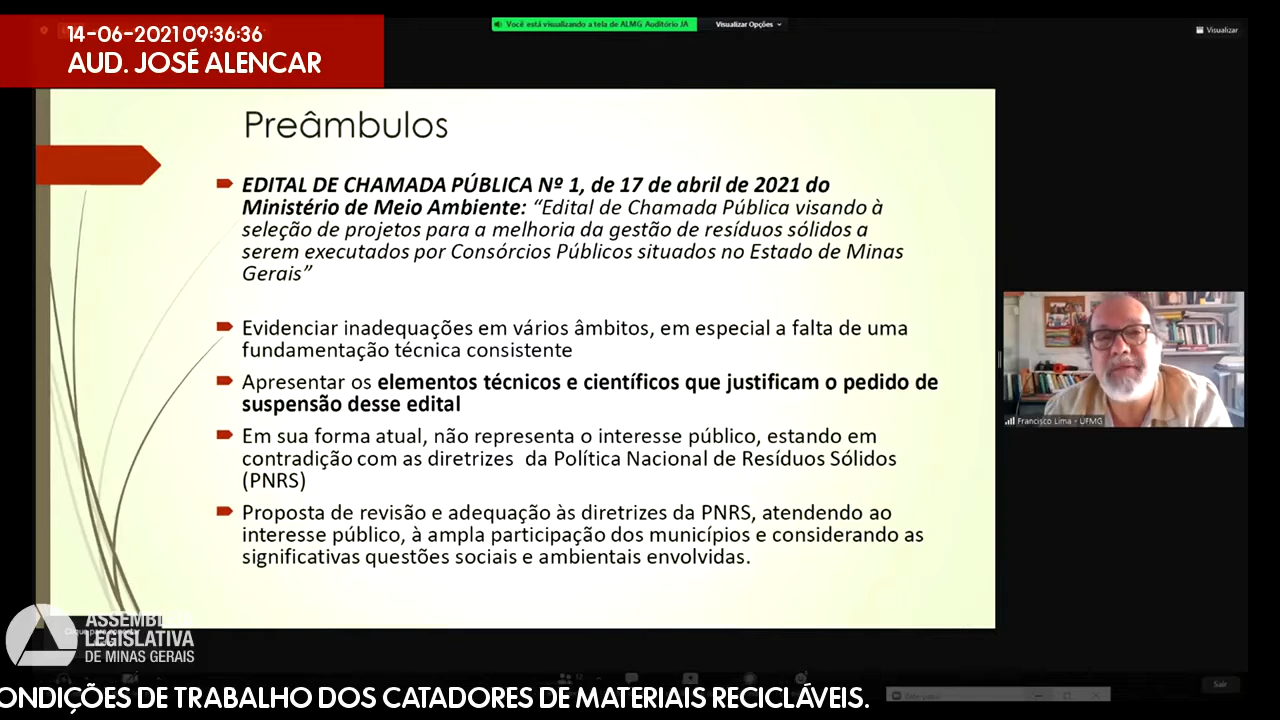 14-06-2021 09:36:36
AUD. JOSÉ ALENCAR
Você está visualizando a tela de ALMG Auditório JA
Visualizar Opções
Visualizar
Preâmbulos
EDITAL DE CHAMADA PÚBLICA Nº 1, de 17 de abril de 2021 do
Ministério de Meio Ambiente: “Edital de Chamada Pública visando à
seleção de projetos para a melhoria da gestão de resíduos sólidos a
serem executados por Consórcios Públicos situados no Estado de Minas
Gerais”
Evidenciar inadequações em vários âmbitos, em especial a falta de uma
fundamentação técnica consistente
Apresentar os elementos técnicos e científicos que justificam o pedido de
suspensão desse edital
Em sua forma atual, não representa o interesse público, estando em
contradição com as diretrizes da Política Nacional de Resíduos Sólidos
(PNRS)
Proposta de revisão e adequação às diretrizes da PNRS, atendendo ao
interesse público, à ampla participação dos municípios e considerando as
significativas questões sociais e ambientais envolvidas.
Francisco Lima - UFMG
ASSEMBLEIA
LEGISLATIVA
DE MINAS GERAIS
Sair
ONDIÇÕES DE TRABALHO DOS CATADORES DE MATERIAIS RECICLÁVEIS.